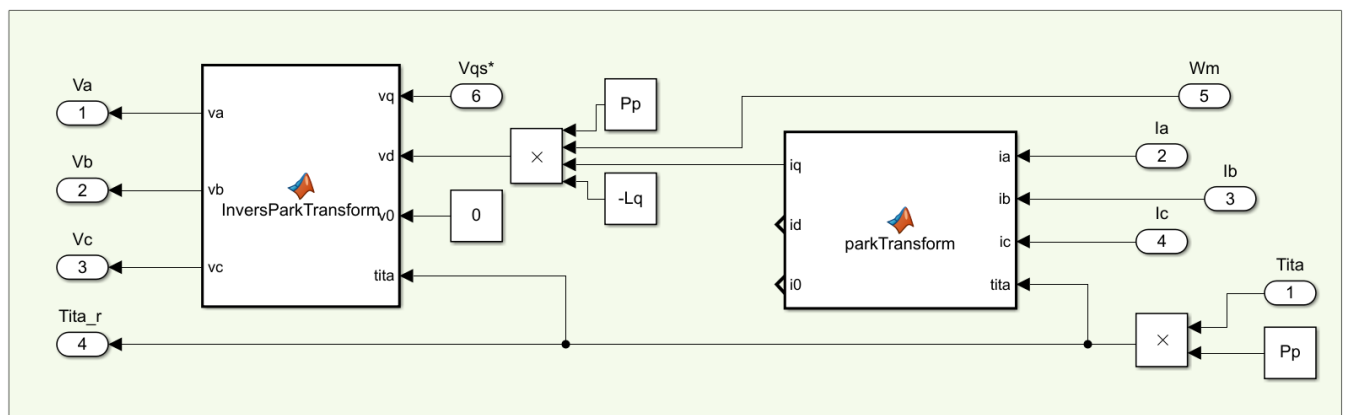 Va
1
Vb
2
Vc
3
Tita_r
4
va
vb
vc
InversParkTransform
vq
vd
v0
tita
Vqs*
6
0
×
Pp
-Lq
iq
id
i0
parkTransform
ia
ib
ic
tita
Wm
5
Ia
2
Ib
3
Ic
4
Tita
1
×
Pp